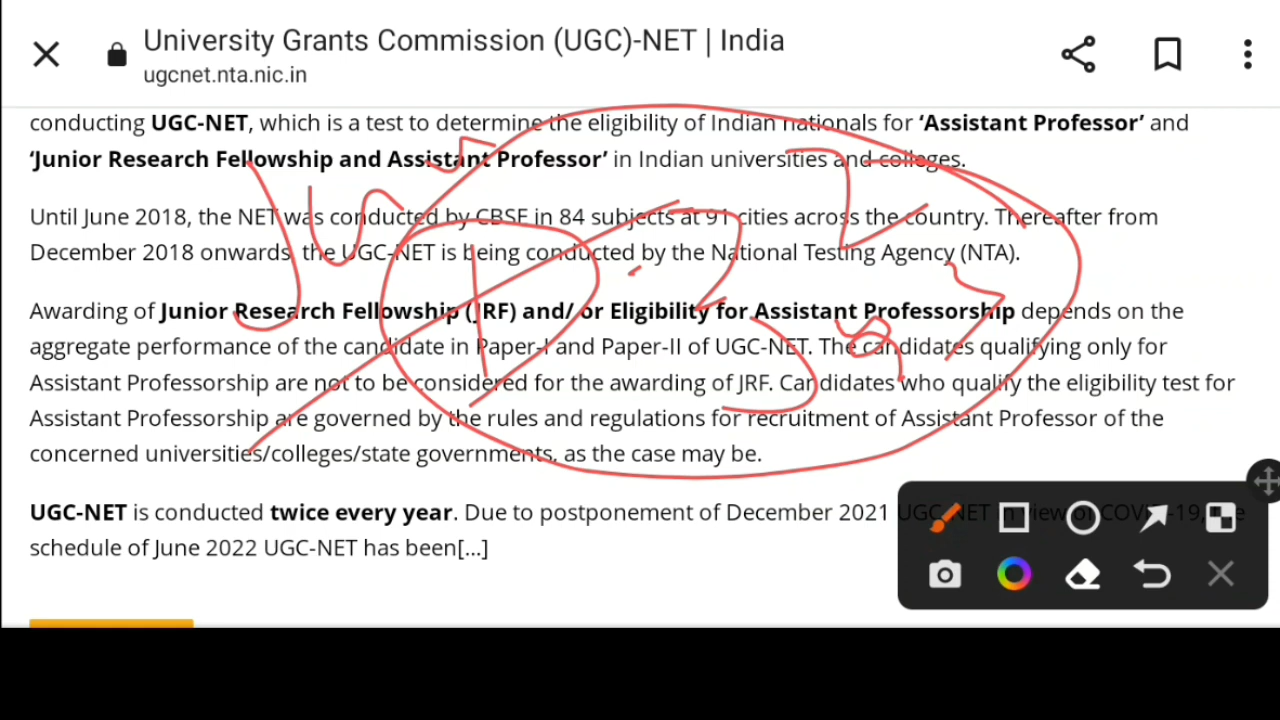 University Grants Commission (UGC)-NET | India
ugcnet.nta.nic.in
conducting UGC-NET, which is a test to determine the eligibility of Indian nationals for ‘Assistant Professor’ and
‘Junior Research Fellowship and Assistant Professor’ in Indian universities and colleges.
Until June 2018, the NET was conducted by CBSE in 84 subjects at 91 cities across the country. Thereafter from
December 2018 onwards, the UGC-NET is being conducted by the National Testing Agency (NTA).
Awarding of Junior Research Fellowship (JRF) and/ or Eligibility for Assistant Professorship depends on the
aggregate performance of the candidate in Paper-I and Paper-II of UGC-NET. The candidates qualifying only for
Assistant Professorship are not to be considered for the awarding of JRF. Candidates who qualify the eligibility test for
Assistant Professorship are governed by the rules and regulations for recruitment of Assistant Professor of the
concerned universities/colleges/state governments, as the case may be.
UGC-NET is conducted twice every year. Due to postponement of December 2021 UGC-NET in view of COVID-19, the
schedule of June 2022 UGC-NET has been[...]